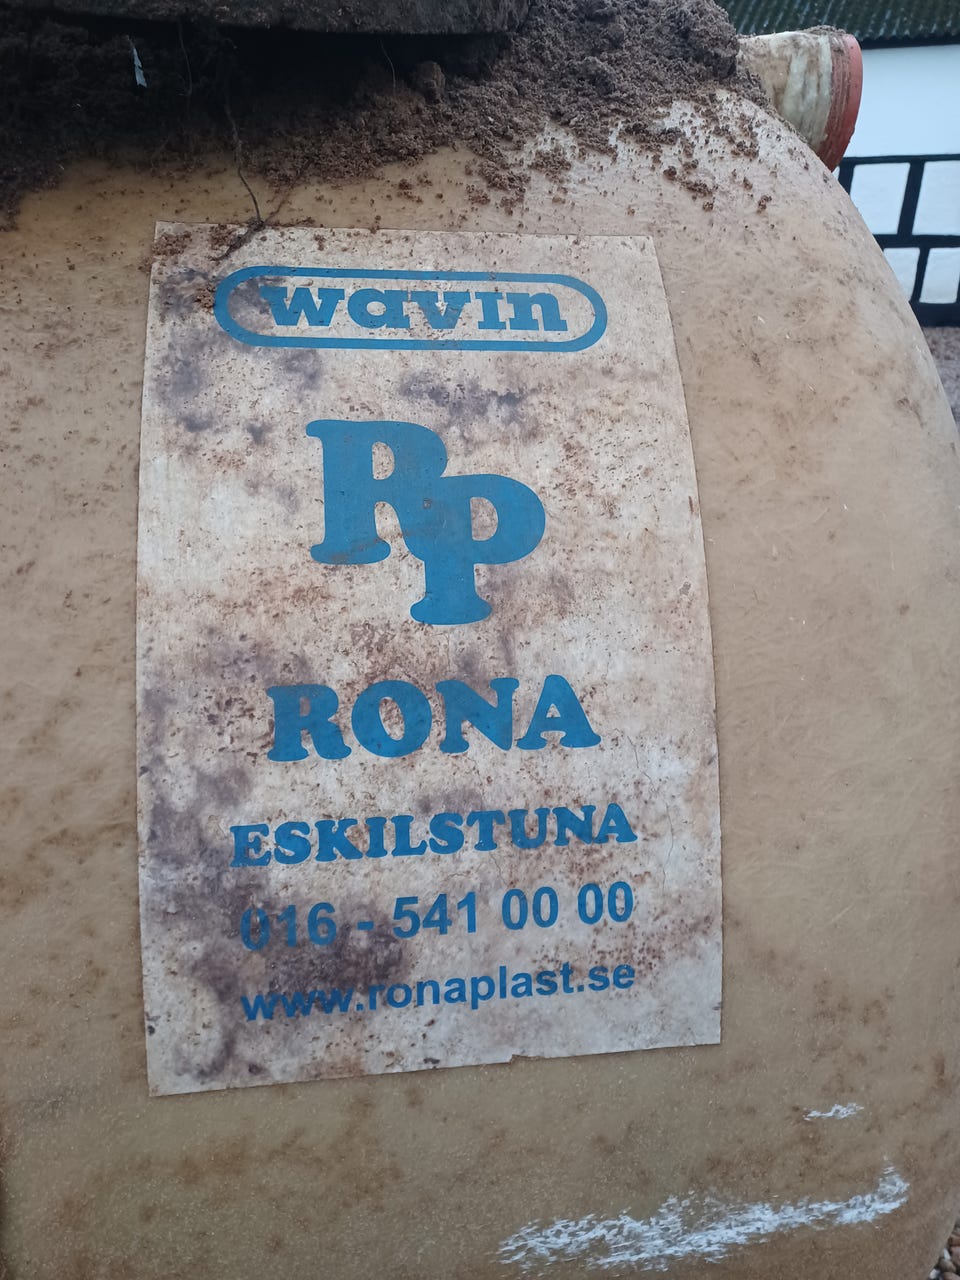 wavin
RP
RONA
ESKILSTUNA
016 - 541 00 00
www.ronaplast.se